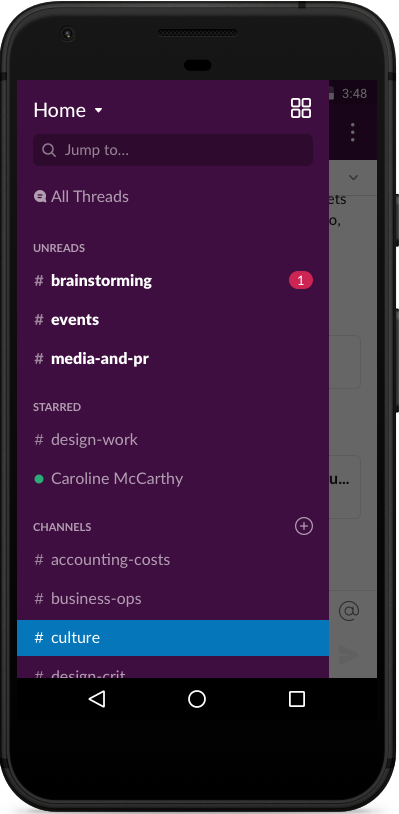 3:48
Home
Jump to...
All Threads
ets
o,
UNREADS
# brainstorming 1
# events
# media-and-pr
STARRED
# design-work
Caroline McCarthy
u...
CHANNELS
# accounting-costs
# business-ops
# culture
@
# design-crit